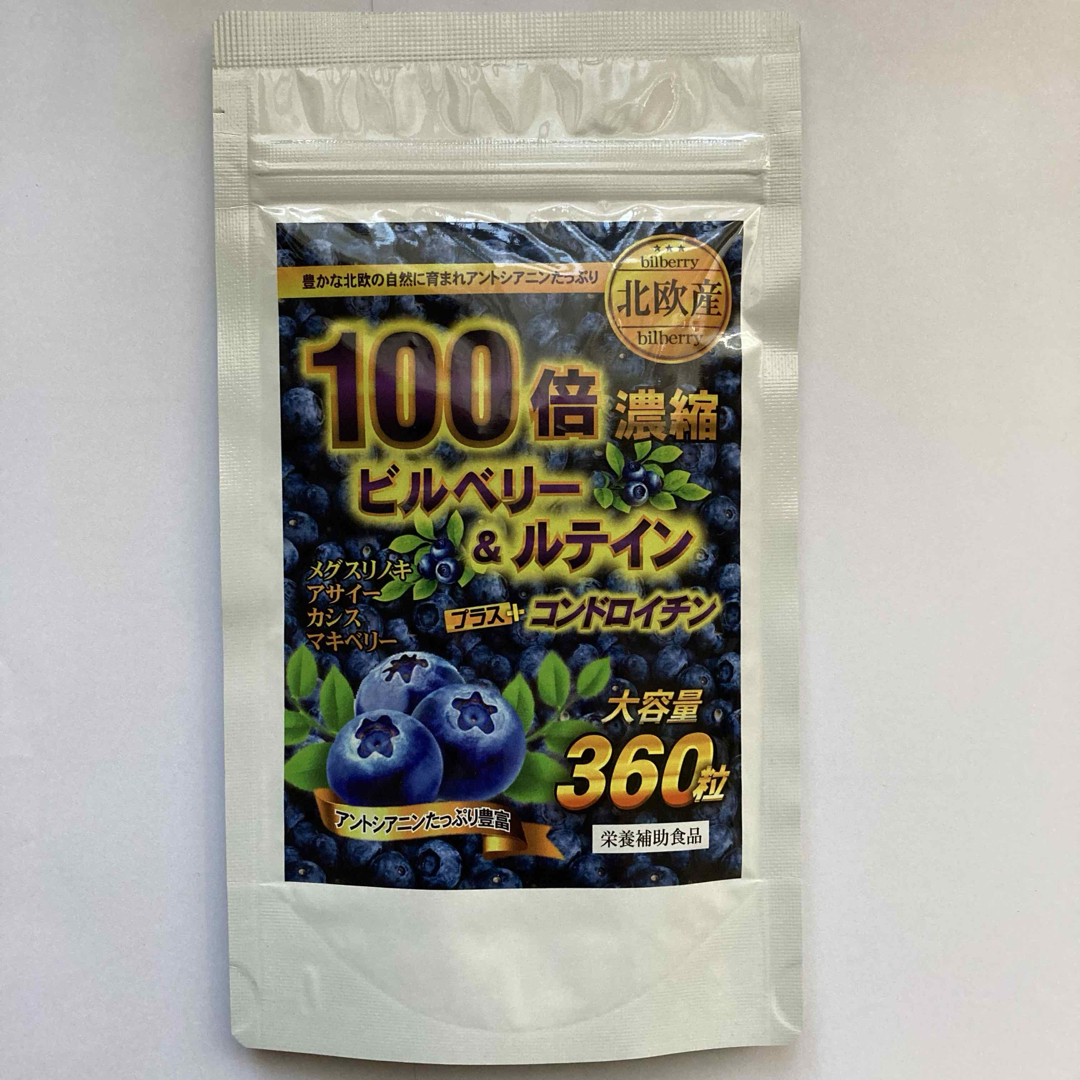 豊かな北欧の自然に育まれアントシアニンたっぷり
bilberry
北欧産
bilberry
100倍濃縮
ビルベリー
&ルテイン
メグスリノキ
アサイー
カシス
マキベリー
プラス+コンドロイチン
大容量
360粒
アントシアニンたっぷり豊富
栄養補助食品